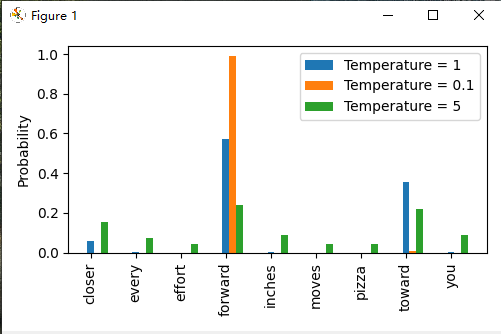 Figure 1
Temperature = 1
Temperature = 0.1
Temperature = 5
Probability
1.0
0.8
0.6
0.4
0.2
0.0
closer
every
effort
forward
inches
moves
pizza
toward
you